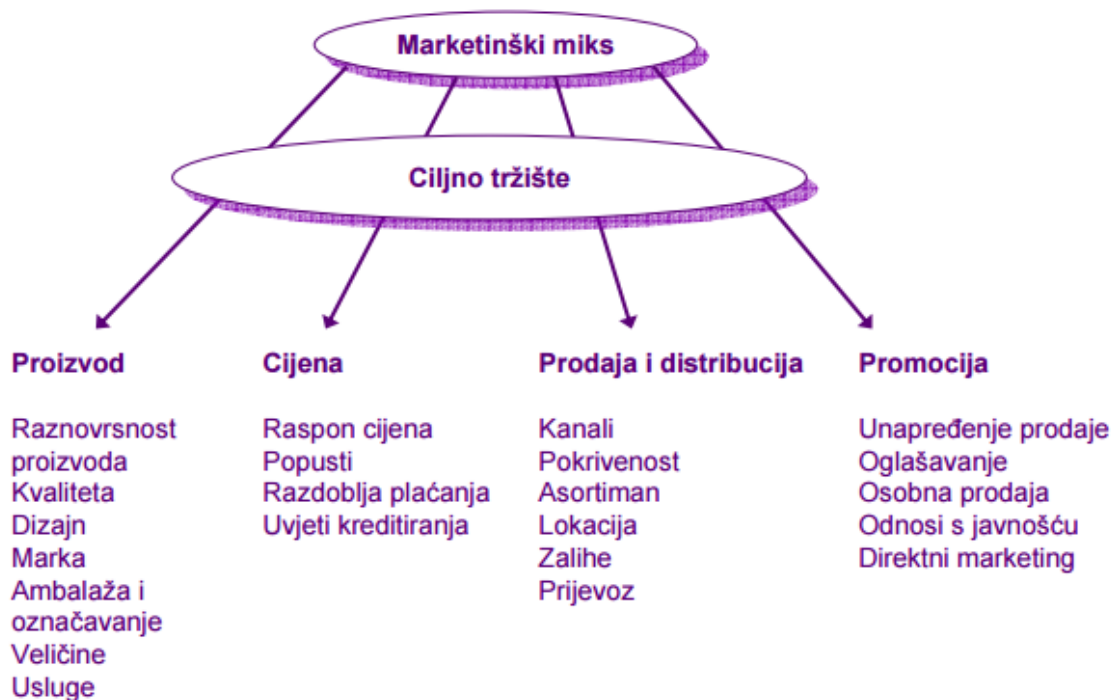 Marketinški miks
Ciljno tržište
Proizvod
Raznovrsnost
proizvoda
Kvaliteta
Dizajn
Marka
Ambalaža i
označavanje
Veličine
Usluge
Cijena
Raspon cijena
Popusti
Razdoblja plaćanja
Uvjeti kreditiranja
Prodaja i distribucija
Kanali
Pokrivenost
Asortiman
Lokacija
Zalihe
Prijevoz
Promocija
Unapređenje prodaje
Oglašavanje
Osobna prodaja
Odnosi s javnošću
Direktni marketing